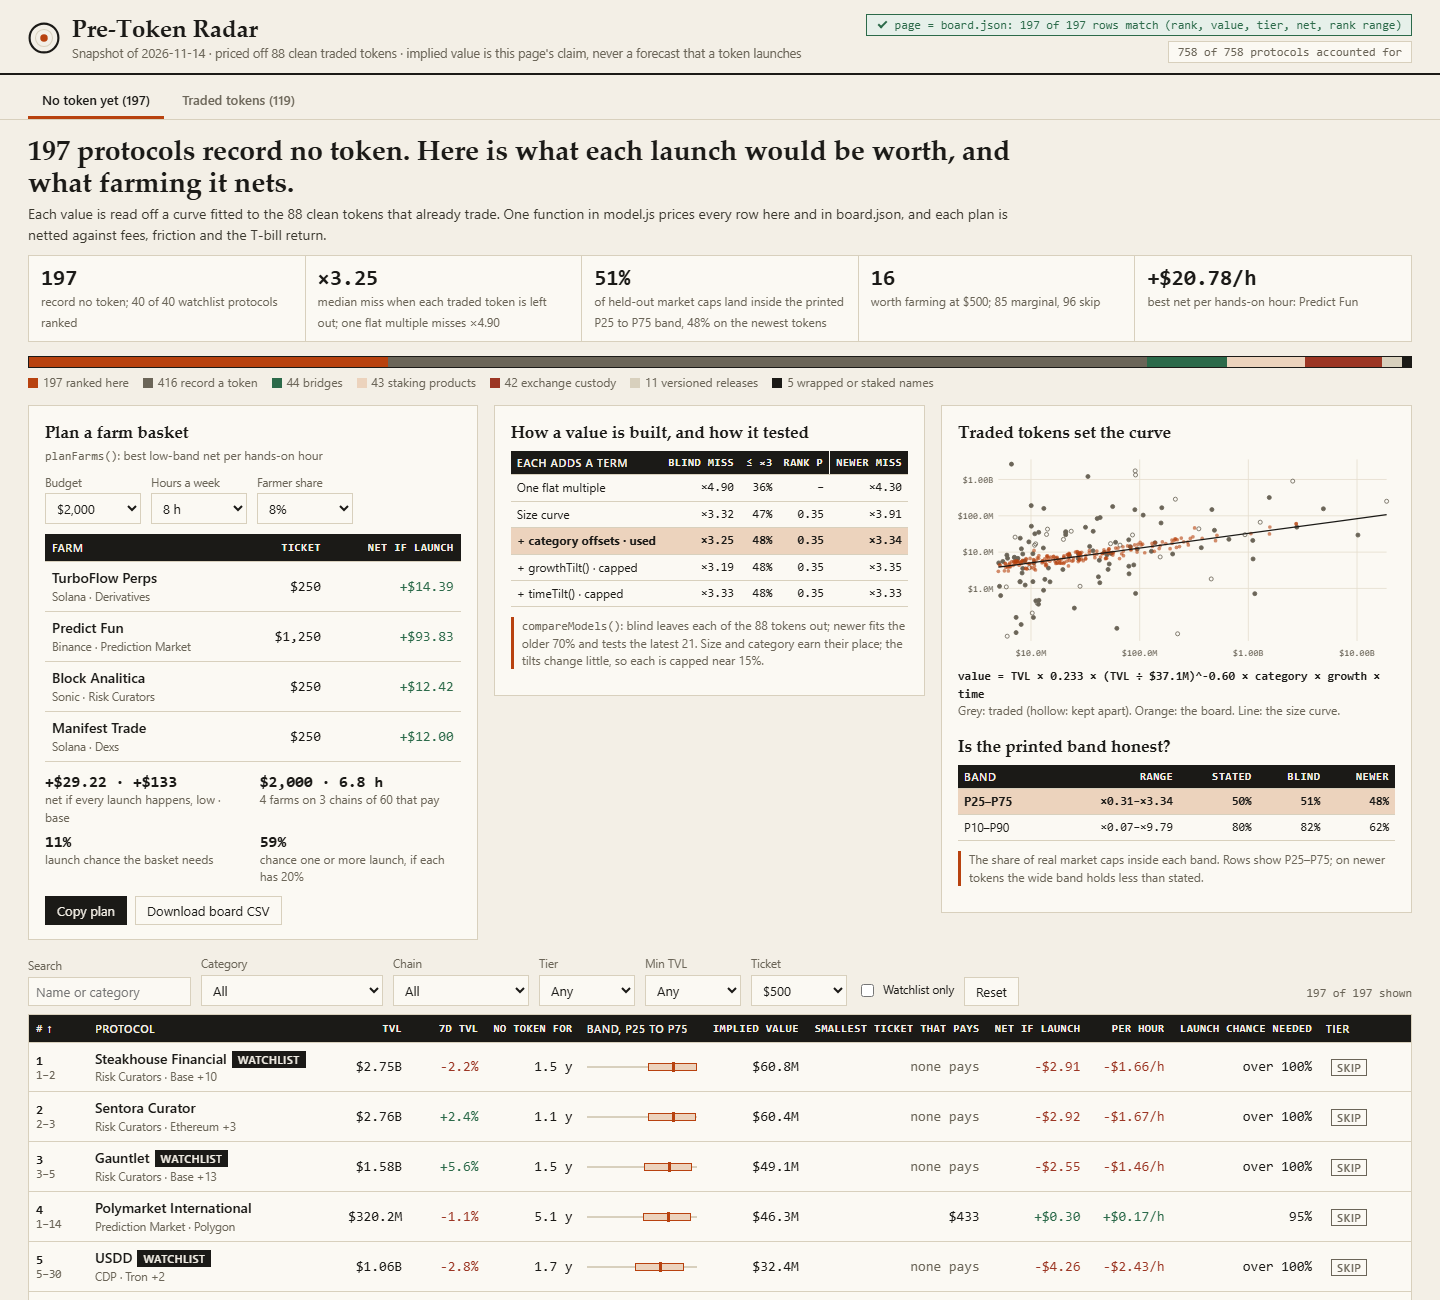 Pre-Token Radar
Snapshot of 2026-11-14 · priced off 88 clean traded tokens · implied value is this page's claim, never a forecast that a token launches
✓ page = board.json: 197 of 197 rows match (rank, value, tier, net, rank range)
758 of 758 protocols accounted for
No token yet (197) Traded tokens (119)
197 protocols record no token. Here is what each launch would be worth, and
what farming it nets.
Each value is read off a curve fitted to the 88 clean tokens that already trade. One function in model.js prices every row here and in board.json, and each plan is
netted against fees, friction and the T-bill return.
197
record no token; 40 of 40 watchlist protocols
ranked
×3.25
median miss when each traded token is left
out; one flat multiple misses ×4.90
51%
of held-out market caps land inside the printed
P25 to P75 band, 48% on the newest tokens
16
worth farming at $500; 85 marginal, 96 skip
+$20.78/h
best net per hands-on hour: Predict Fun
197 ranked here 416 record a token 44 bridges 43 staking products 42 exchange custody 11 versioned releases 5 wrapped or staked names
Plan a farm basket
planFarms(): best low-band net per hands-on hour
Budget Hours a week Farmer share
$2,000 8 h 8%
FARM TICKET NET IF LAUNCH
TurboFlow Perps $250 +$14.39
Solana · Derivatives
Predict Fun $1,250 +$93.83
Binance · Prediction Market
Block Analitica $250 +$12.42
Sonic · Risk Curators
Manifest Trade $250 +$12.00
Solana · Dexs
+$29.22 · +$133
net if every launch happens, low ·
base
$2,000 · 6.8 h
4 farms on 3 chains of 60 that pay
11%
launch chance the basket needs
59%
chance one or more launch, if each
has 20%
Copy plan Download board CSV
How a value is built, and how it tested
EACH ADDS A TERM BLIND MISS ≤ ×3 RANK P NEWER MISS
One flat multiple ×4.90 36% – ×4.30
Size curve ×3.32 47% 0.35 ×3.91
+ category offsets · used ×3.25 48% 0.35 ×3.34
+ growthTilt() · capped ×3.19 48% 0.35 ×3.35
+ timeTilt() · capped ×3.33 48% 0.35 ×3.33
compareModels(): blind leaves each of the 88 tokens out; newer fits the
older 70% and tests the latest 21. Size and category earn their place; the
tilts change little, so each is capped near 15%.
Traded tokens set the curve
$1.00B
$100.0M
$10.0M
$1.0M
$10.0M $100.0M $1.00B $10.00B
value = TVL × 0.233 × (TVL ÷ $37.1M)^-0.60 × category × growth ×
time
Grey: traded (hollow: kept apart). Orange: the board. Line: the size curve.
Is the printed band honest?
BAND RANGE STATED BLIND NEWER
P25–P75 ×0.31–×3.34 50% 51% 48%
P10–P90 ×0.07–×9.79 80% 82% 62%
The share of real market caps inside each band. Rows show P25–P75; on newer
tokens the wide band holds less than stated.
Search Category Chain Tier Min TVL Ticket
Name or category All All Any Any $500 Watchlist only Reset 197 of 197 shown
# ↑ PROTOCOL TVL 7D TVL NO TOKEN FOR BAND, P25 TO P75 IMPLIED VALUE SMALLEST TICKET THAT PAYS NET IF LAUNCH PER HOUR LAUNCH CHANCE NEEDED TIER
1 Steakhouse Financial WATCHLIST $2.75B -2.2% 1.5 y $60.8M none pays -$2.91 -$1.66/h over 100% SKIP
1–2 Risk Curators · Base +10
2 Sentora Curator $2.76B +2.4% 1.1 y $60.4M none pays -$2.92 -$1.67/h over 100% SKIP
2–3 Risk Curators · Ethereum +3
3 Gauntlet WATCHLIST $1.58B +5.6% 1.5 y $49.1M none pays -$2.55 -$1.46/h over 100% SKIP
3–5 Risk Curators · Base +13
4 Polymarket International $320.2M -1.1% 5.1 y $46.3M $433 +$0.30 +$0.17/h 95% SKIP
1–14 Prediction Market · Polygon
5 USDD WATCHLIST $1.06B -2.8% 1.7 y $32.4M none pays -$4.26 -$2.43/h over 100% SKIP
5–30 CDP · Tron +2